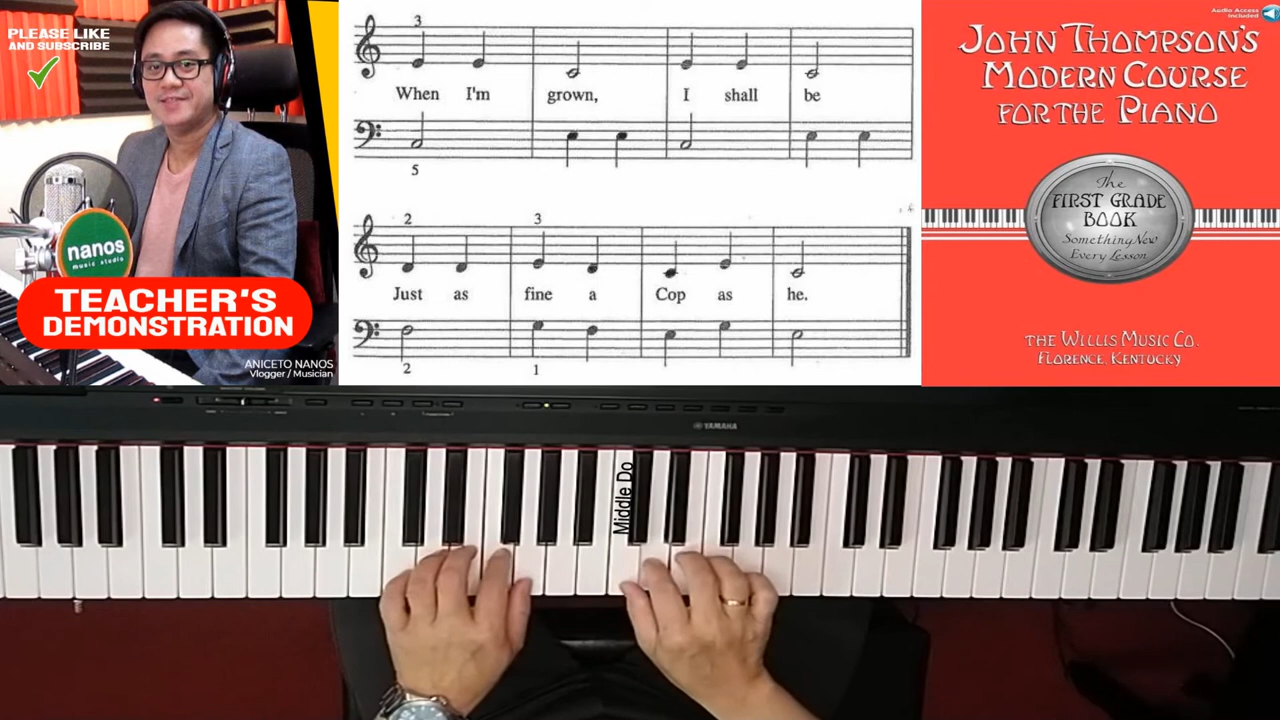 PLEASE LIKE
AND SUBSCRIBE
nanos
music studio
TEACHER'S
DEMONSTRATION
ANICETO NANOS
Vlogger / Musician
3
When I'm grown, I shall be
5
2 3
Just as fine a Cop as he.
2 1
Audio Access
Included
JOHN THOMPSON'S
MODERN COURSE
FOR THE PIANO
The
FIRST GRADE
BOOK
Something New
Every Lesson
THE WILLIS MUSIC CO.
FLORENCE, KENTUCKY
YAMAHA
Middle Do